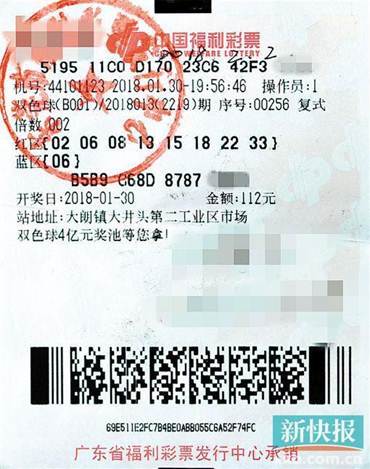 中国福利彩票
CHINA WELFARE LOTTERY
5195 11C0 D170 23C6 42F3
机号:44101123 2018.01.30-19:56:46 操作员:1
双色球(B001)/2018013(2219)期 序号:00256 复式
倍数 002
红区[02 06 08 13 15 18 22 33]
蓝区[06]
B5B9 C68D 8787
开奖日:2018-01-30 金额:112元
站地址:大朗镇大井头第二工业区市场
双色球4亿元奖池等您拿!
69E511E2FC7B4BE0ABB055C6A52F74FC
新快报
广东省福利彩票发行中心承销